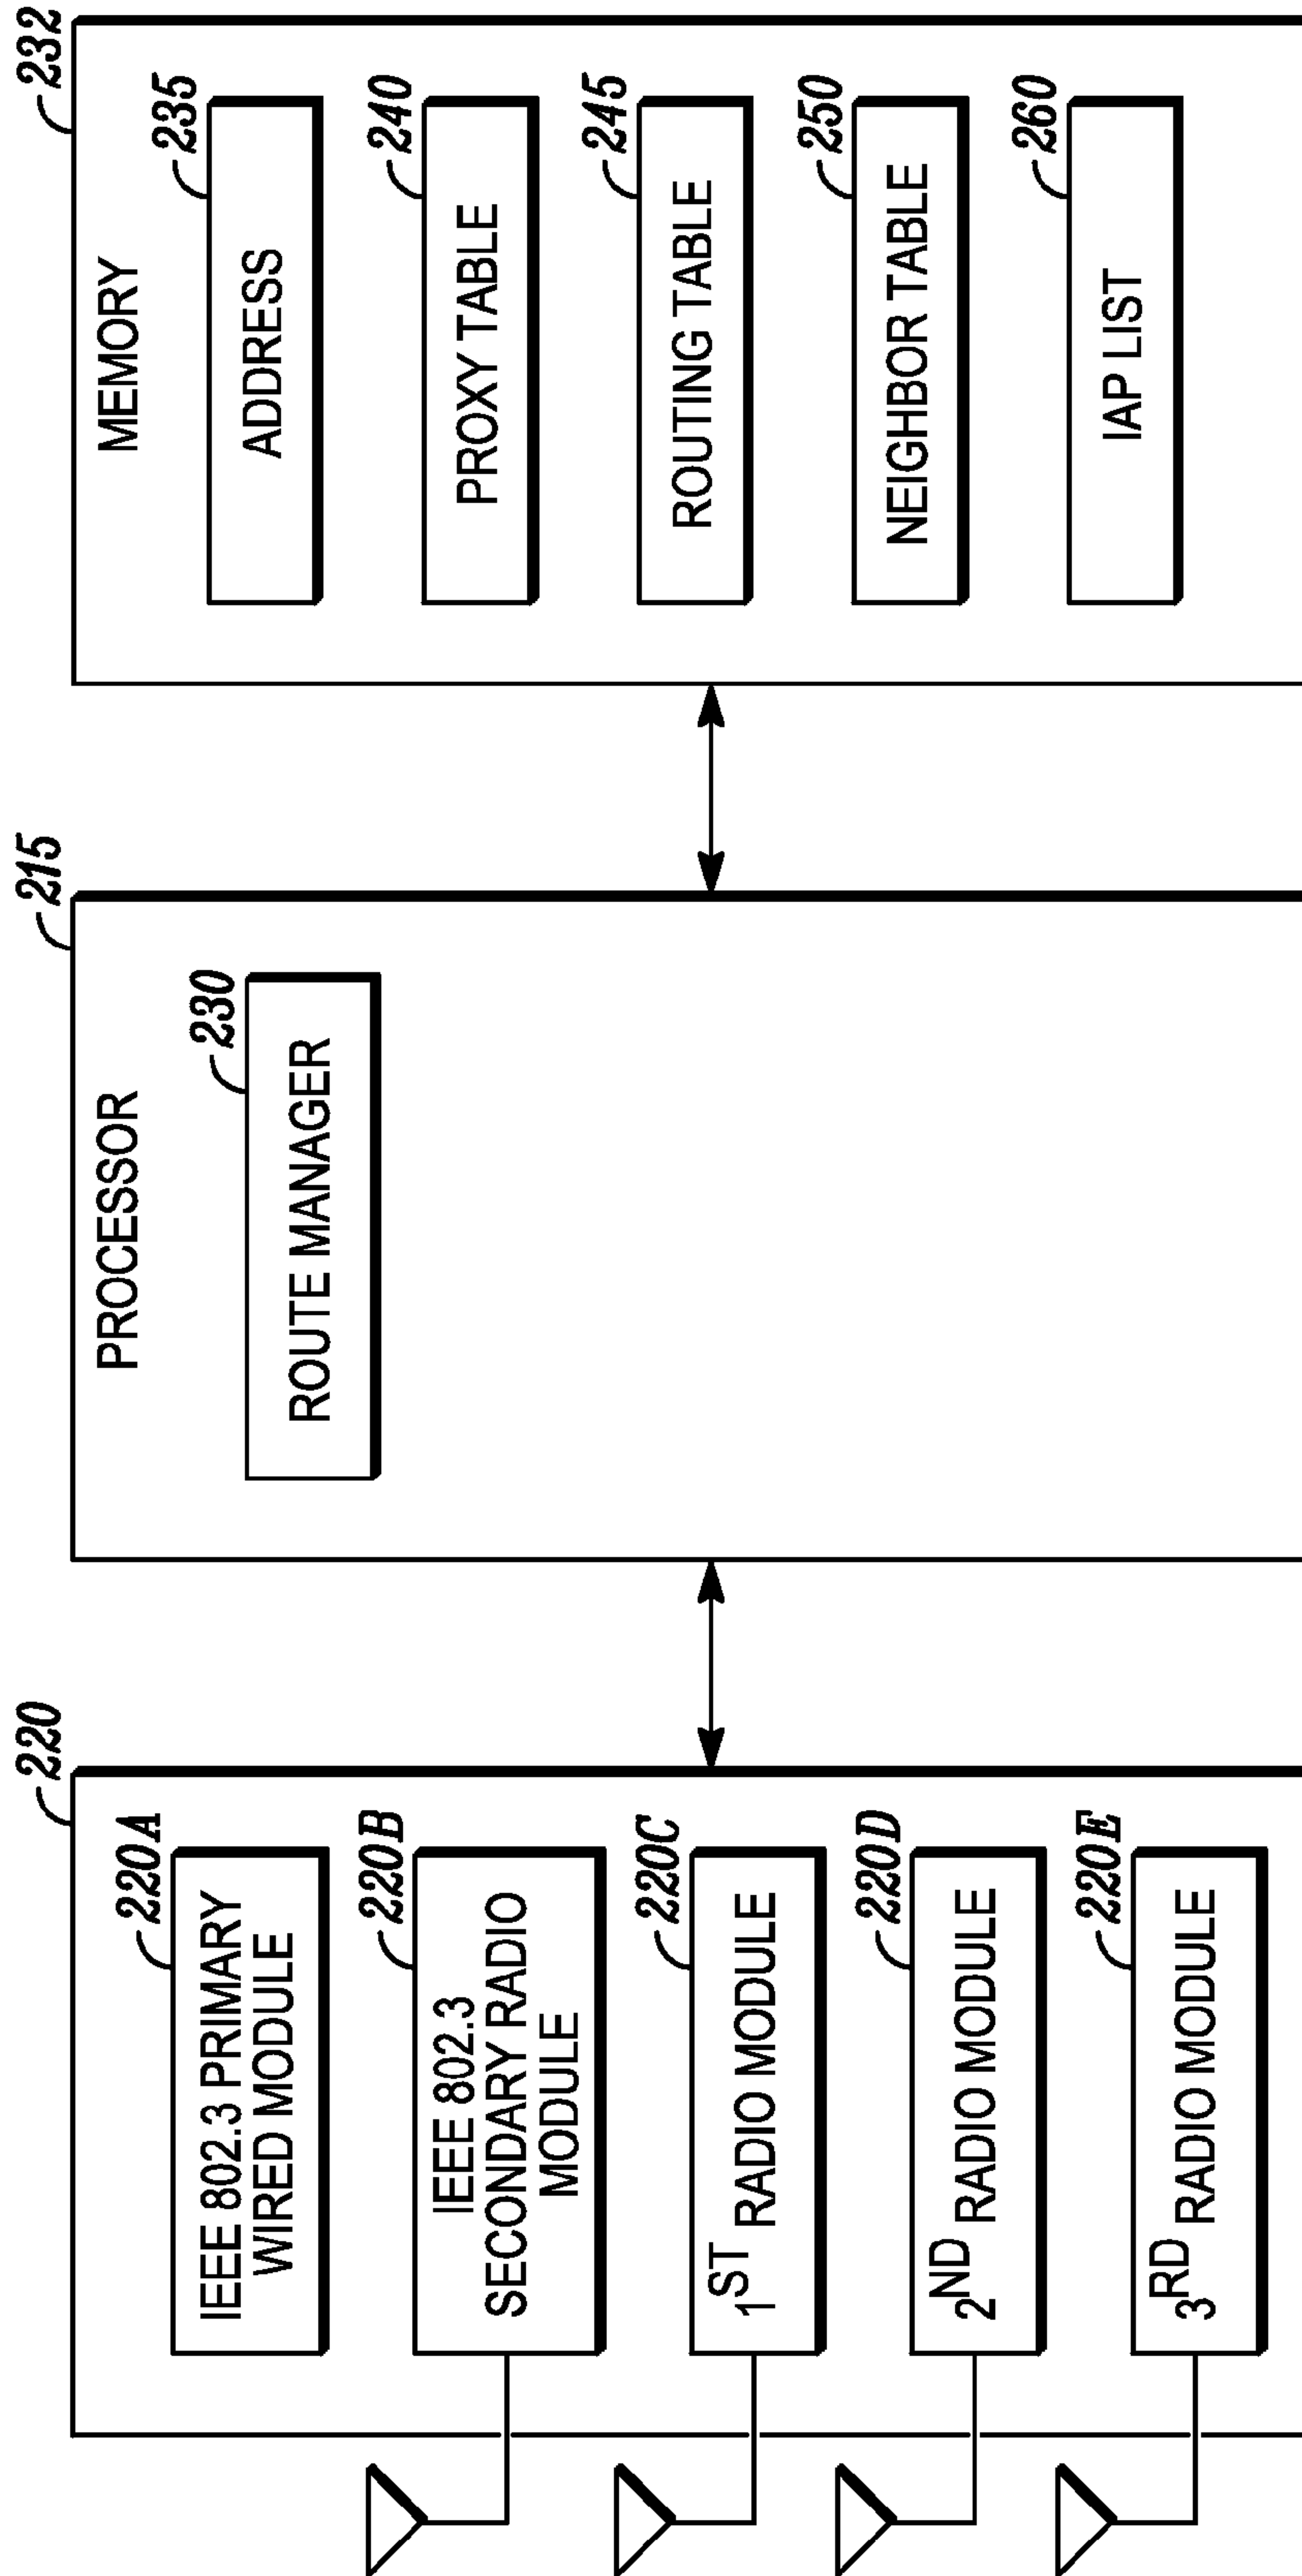 220
220A
IEEE 802.3 PRIMARY
WIRED MODULE
220B
IEEE 802.3
SECONDARY RADIO
MODULE
220C
1ST RADIO MODULE
220D
2ND RADIO MODULE
220E
3RD RADIO MODULE
215
PROCESSOR
230
ROUTE MANAGER
232
MEMORY
235
ADDRESS
240
PROXY TABLE
245
ROUTING TABLE
250
NEIGHBOR TABLE
260
IAP LIST